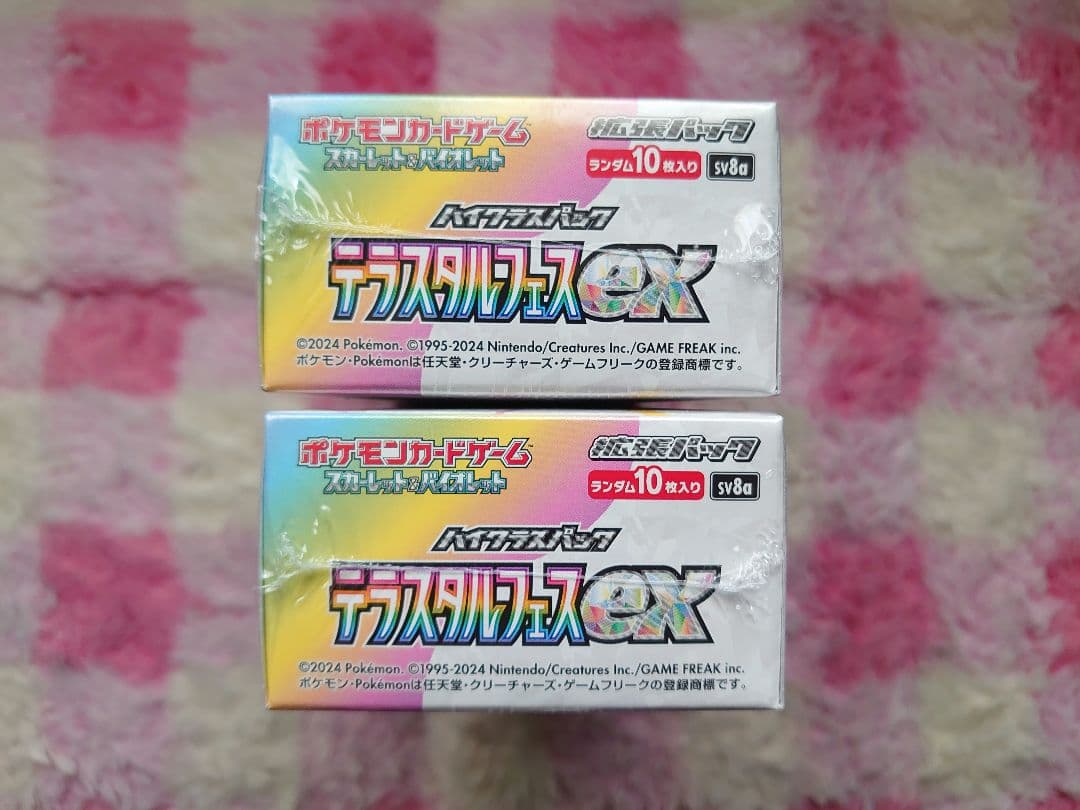 ポケモンカードゲーム™ 拡張パック
スカーレット&バイオレット ランダム10枚入り SV8a
ハイクラスパック
テラスタルフェスex
©2024 Pokémon. ©1995-2024 Nintendo/Creatures Inc./GAME FREAK inc.
ポケモン・Pokémonは任天堂・クリーチャーズ・ゲームフリークの登録商標です。
ポケモンカードゲーム™ 拡張パック
スカーレット&バイオレット ランダム10枚入り SV8a
ハイクラスパック
テラスタルフェスex
©2024 Pokémon. ©1995-2024 Nintendo/Creatures Inc./GAME FREAK inc.
ポケモン・Pokémonは任天堂・クリーチャーズ・ゲームフリークの登録商標です。